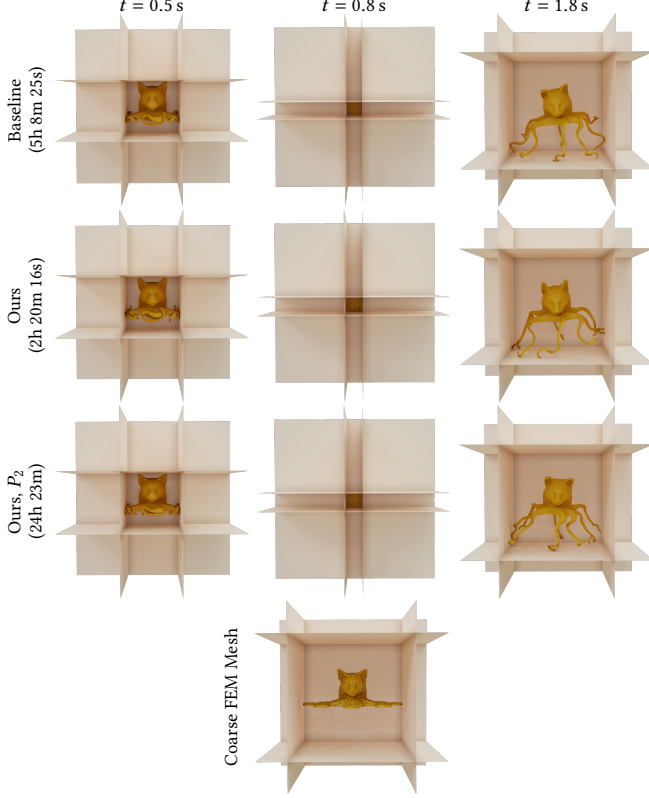 t = 0.5 s
t = 0.8 s
t = 1.8 s
Baseline
(5h 8m 25s)
Ours
(2h 20m 16s)
Ours, P₂
(24h 23m)
Coarse FEM Mesh